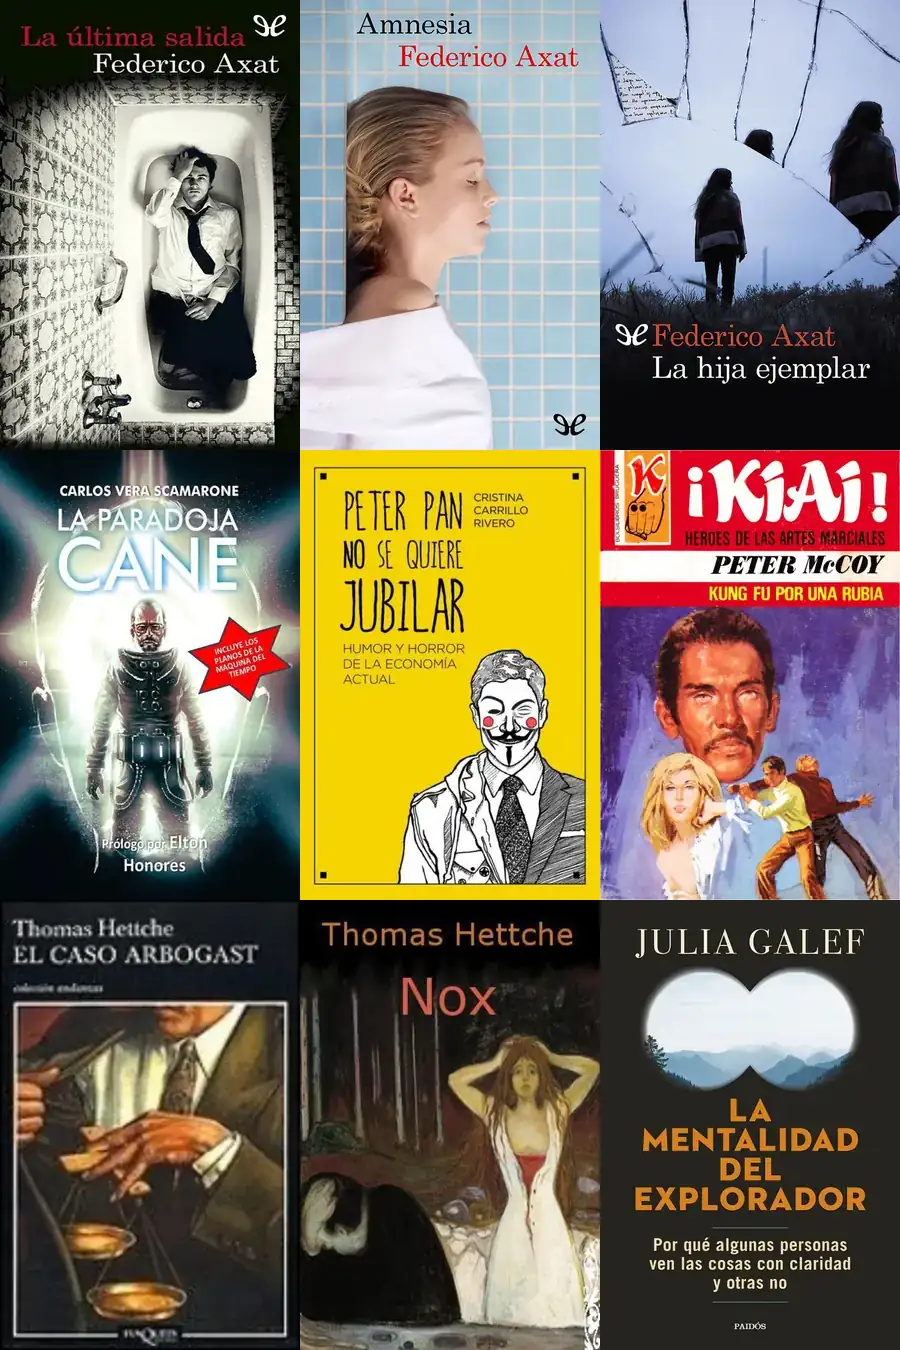 La última salida
Federico Axat
Amnesia
Federico Axat
Federico Axat
La hija ejemplar
CARLOS VERA SCAMARONE
LA PARADOJA
CANE
INCLUYE LOS
PLANOS DE LA
MAQUINA DEL
TIEMPO
Prólogo por Elton
Honores
PETER PAN
NO SE QUIERE
JUBILAR
CRISTINA
CARRILLO
RIVERO
HUMOR Y HORROR
DE LA ECONOMÍA
ACTUAL
BOLSILIBROS BRUGUERA
K
¡KIAI!
HEROES DE LAS ARTES MARCIALES
PETER McCOY
KUNG FU POR UNA RUBIA
Thomas Hettche
EL CASO ARBOGAST
colección andanzas
TUSQUETS
Thomas Hettche
Nox
JULIA GALEF
LA
MENTALIDAD
DEL
EXPLORADOR
Por qué algunas personas
ven las cosas con claridad
y otras no
PAIDÓS